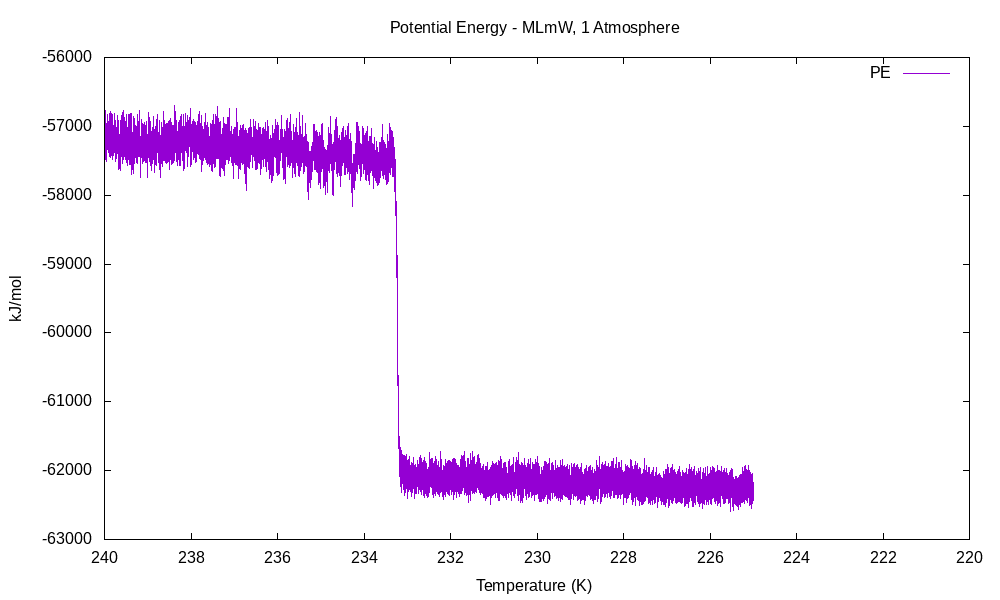 Potential Energy - MLmW, 1 Atmosphere
PE
-56000
-57000
-58000
-59000
-60000
-61000
-62000
-63000
kJ/mol
240 238 236 234 232 230 228 226 224 222 220
Temperature (K)